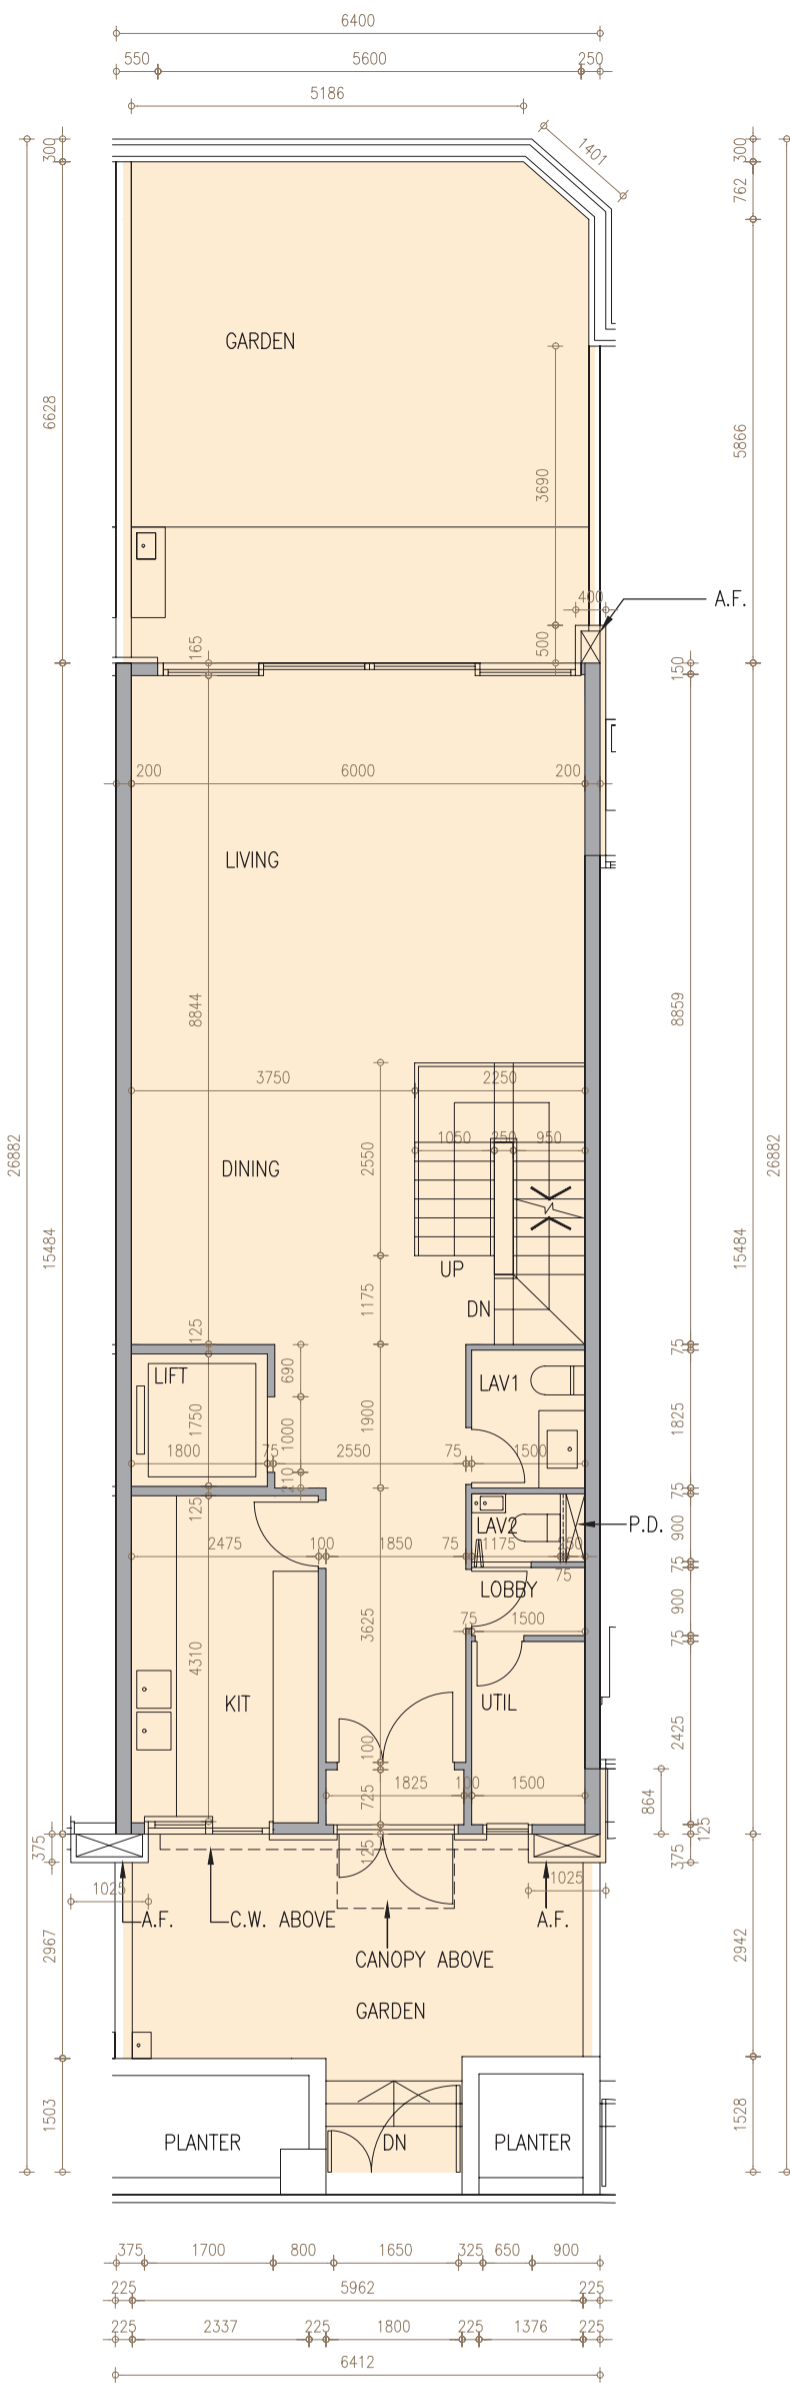 6400
550 5600 250
5186
1401
300 300
762
GARDEN
6628
5866
3690
400 A.F.
165 500 150
200 6000 200
LIVING
8844 8859
3750 2250
1050 250 950
2550
DINING
26882 26882
15484 15484
UP
1175
DN
125 75
LIFT
690
LAV1
1750 1000 1900 1825
1800 75 2550 75 1500
210 75
125
LAV2 P.D.
900
2475 100 1850 75 1175 250
75 75
LOBBY
900
3625 75 1500
75
4310
KIT UTIL
2425
100
1825 100 1500
725 864
125 125
375 375
1025 1025
A.F. C.W. ABOVE A.F.
2967 2942
CANOPY ABOVE
GARDEN
1503 1528
PLANTER DN PLANTER
375 1700 800 1650 325 650 900
225 5962 225
225 2337 225 1800 225 1376 225
6412